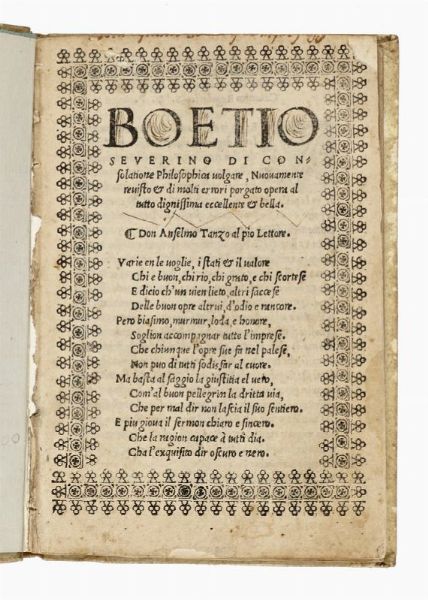 BOETIO
SEVERINO DI CON-
solatione Philosophica uolgare, Nuouamente
reuisto & di molti errori porgato opera al
tutto dignissima eccellente & bella.
Don Anselmo Tanzo al pio Lettore.
Varie en le uoglie, i stati & il ualore
Chi e buon, chi rio, chi grato, e chi scortese
E dicio ch'un uien lieto, altri s'accese
Delle buon opre altrui, d'odio e rancore.
Pero biasimo, murmur, loda, e honore,
Soglion accompagnar tutte l'imprese.
Che chiunque l'opre sue fa nel palese,
Non puo di tutti sodisfar al cuore.
Ma basta al saggio la giustitia el uero,
Com'al buon pellegrin la dritta uia,
Che per mal dir non lascia il suo sentiero.
E piu gioua il sermon chiaro e sincero.
Che la ragion capace à tutti dia.
Cha l'exquisito dir oscuro e nero.